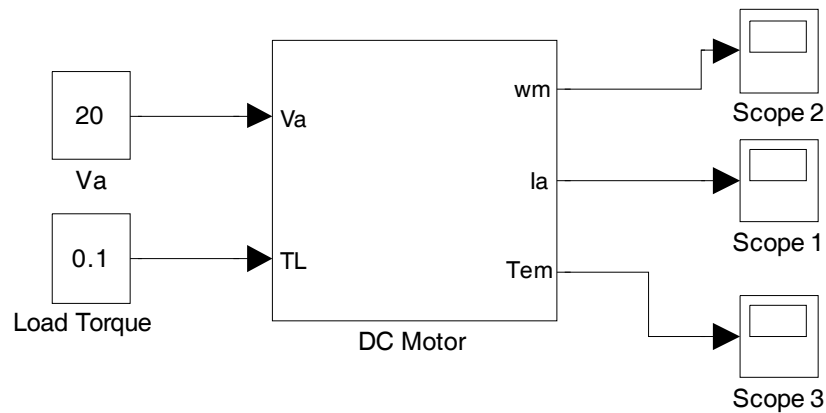 20
Va
0.1
Load Torque
Va
TL
wm
Ia
Tem
DC Motor
Scope 2
Scope 1
Scope 3